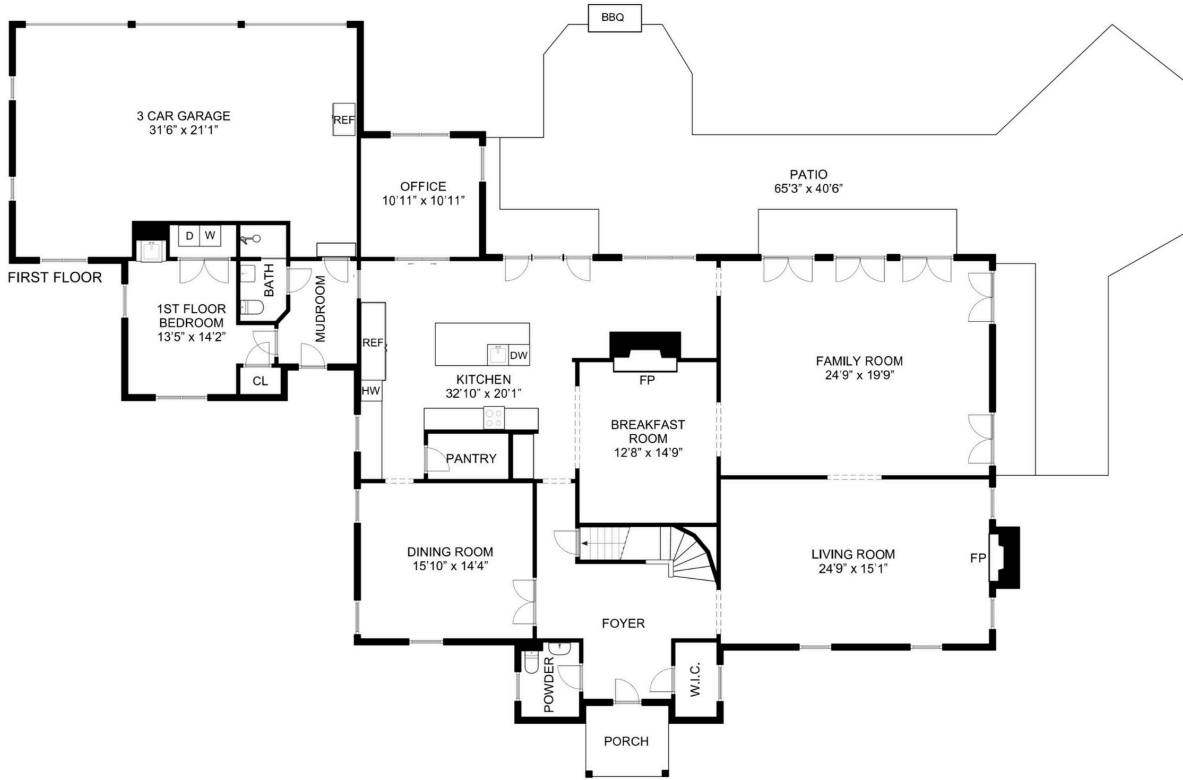 BBQ
3 CAR GARAGE
31'6" x 21'1"
REF
OFFICE
10'11" x 10'11"
PATIO
65'3" x 40'6"
D W
FIRST FLOOR
BATH
MUDROOM
1ST FLOOR
BEDROOM
13'5" x 14'2"
CL
REF
HW
DW
KITCHEN
32'10" x 20'1"
FP
BREAKFAST
ROOM
12'8" x 14'9"
FAMILY ROOM
24'9" x 19'9"
PANTRY
DINING ROOM
15'10" x 14'4"
LIVING ROOM
24'9" x 15'1"
FP
FOYER
POWDER
W.I.C.
PORCH